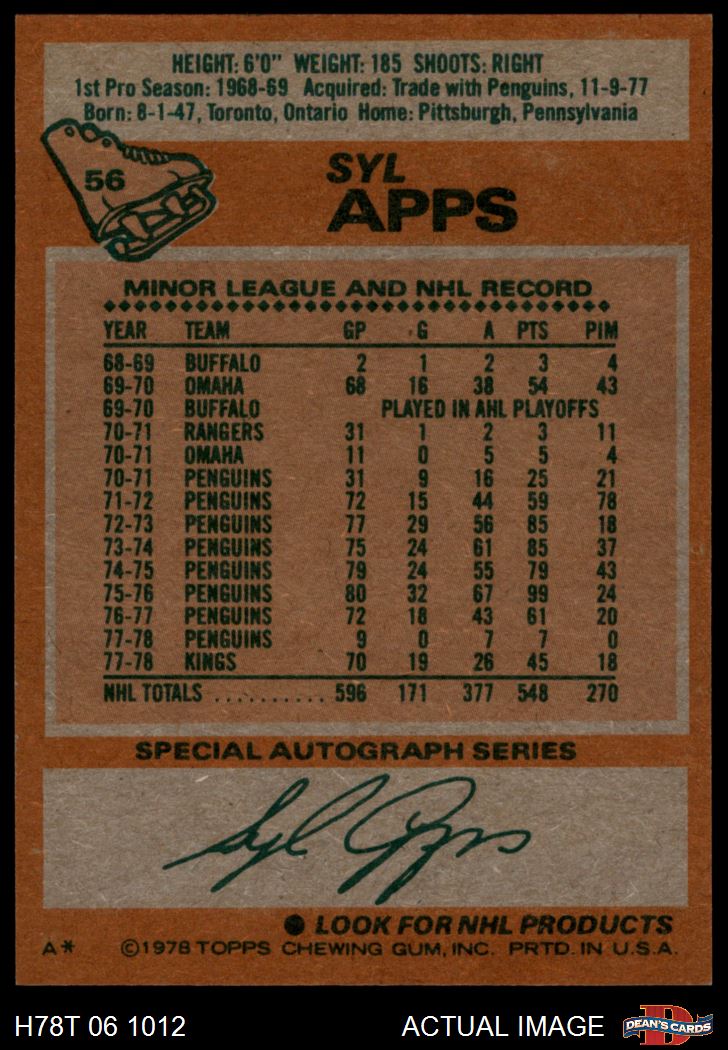 HEIGHT: 6'0" WEIGHT: 185 SHOOTS: RIGHT
1st Pro Season: 1968-69 Acquired: Trade with Penguins, 11-9-77
Born: 8-1-47, Toronto, Ontario Home: Pittsburgh, Pennsylvania
56
SYL
APPS
MINOR LEAGUE AND NHL RECORD
YEAR TEAM GP G A PTS PIM
68-69 BUFFALO 2 1 2 3 4
69-70 OMAHA 68 16 38 54 43
69-70 BUFFALO PLAYED IN AHL PLAYOFFS
70-71 RANGERS 31 1 2 3 11
70-71 OMAHA 11 0 5 5 4
70-71 PENGUINS 31 9 16 25 21
71-72 PENGUINS 72 15 44 59 78
72-73 PENGUINS 77 29 56 85 18
73-74 PENGUINS 75 24 61 85 37
74-75 PENGUINS 79 24 55 79 43
75-76 PENGUINS 80 32 67 99 24
76-77 PENGUINS 72 18 43 61 20
77-78 PENGUINS 9 0 7 7 0
77-78 KINGS 70 19 26 45 18
NHL TOTALS .......... 596 171 377 548 270
SPECIAL AUTOGRAPH SERIES
Syl Apps
● LOOK FOR NHL PRODUCTS
A* ©1978 TOPPS CHEWING GUM, INC. PRTD. IN U.S.A.
H78T 06 1012 ACTUAL IMAGE D DEAN'S CARDS